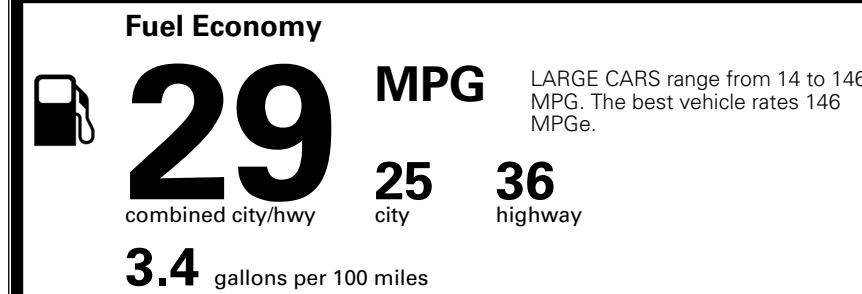 Fuel Economy
29 MPG
LARGE CARS range from 14 to 146
MPG. The best vehicle rates 146
MPGe.
25 36
combined city/hwy city highway
3.4 gallons per 100 miles